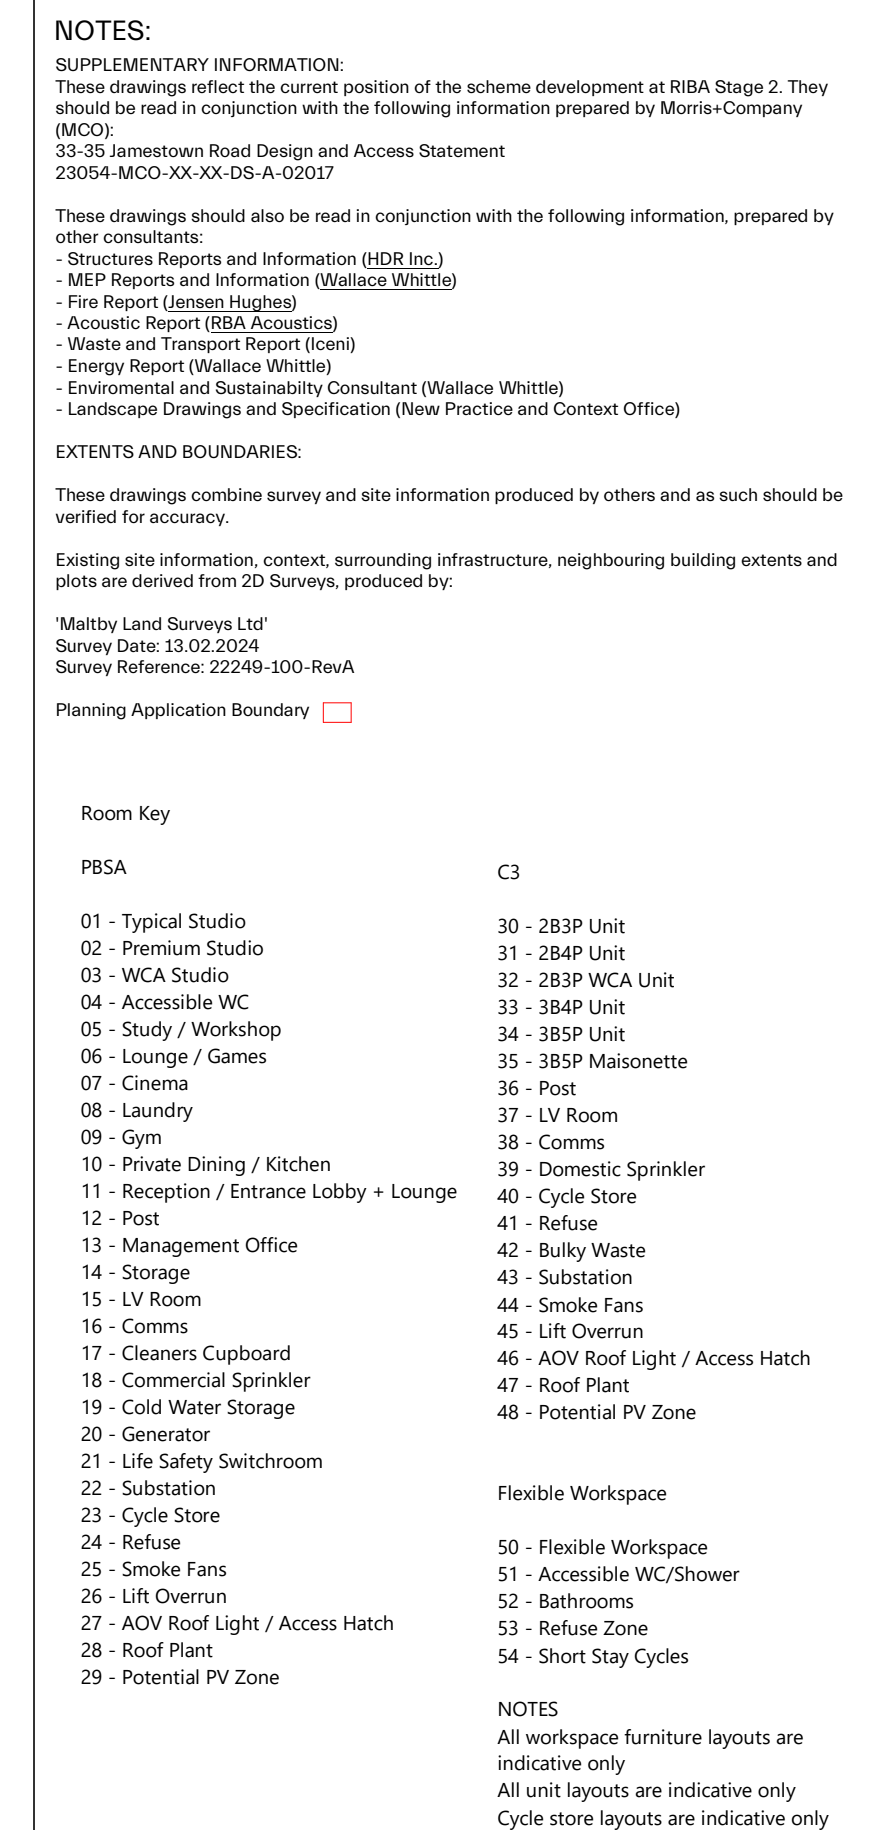 NOTES:
SUPPLEMENTARY INFORMATION:
These drawings reflect the current position of the scheme development at RIBA Stage 2. They
should be read in conjunction with the following information prepared by Morris+Company
(MCO):
33-35 Jamestown Road Design and Access Statement
23054-MCO-XX-XX-DS-A-02017
These drawings should also be read in conjunction with the following information, prepared by
other consultants:
- Structures Reports and Information (HDR Inc.)
- MEP Reports and Information (Wallace Whittle)
- Fire Report (Jensen Hughes)
- Acoustic Report (RBA Acoustics)
- Waste and Transport Report (Iceni)
- Energy Report (Wallace Whittle)
- Enviromental and Sustainabilty Consultant (Wallace Whittle)
- Landscape Drawings and Specification (New Practice and Context Office)
EXTENTS AND BOUNDARIES:
These drawings combine survey and site information produced by others and as such should be
verified for accuracy.
Existing site information, context, surrounding infrastructure, neighbouring building extents and
plots are derived from 2D Surveys, produced by:
'Maltby Land Surveys Ltd'
Survey Date: 13.02.2024
Survey Reference: 22249-100-RevA
Planning Application Boundary
Room Key
PBSA
01 - Typical Studio
02 - Premium Studio
03 - WCA Studio
04 - Accessible WC
05 - Study / Workshop
06 - Lounge / Games
07 - Cinema
08 - Laundry
09 - Gym
10 - Private Dining / Kitchen
11 - Reception / Entrance Lobby + Lounge
12 - Post
13 - Management Office
14 - Storage
15 - LV Room
16 - Comms
17 - Cleaners Cupboard
18 - Commercial Sprinkler
19 - Cold Water Storage
20 - Generator
21 - Life Safety Switchroom
22 - Substation
23 - Cycle Store
24 - Refuse
25 - Smoke Fans
26 - Lift Overrun
27 - AOV Roof Light / Access Hatch
28 - Roof Plant
29 - Potential PV Zone
C3
30 - 2B3P Unit
31 - 2B4P Unit
32 - 2B3P WCA Unit
33 - 3B4P Unit
34 - 3B5P Unit
35 - 3B5P Maisonette
36 - Post
37 - LV Room
38 - Comms
39 - Domestic Sprinkler
40 - Cycle Store
41 - Refuse
42 - Bulky Waste
43 - Substation
44 - Smoke Fans
45 - Lift Overrun
46 - AOV Roof Light / Access Hatch
47 - Roof Plant
48 - Potential PV Zone
Flexible Workspace
50 - Flexible Workspace
51 - Accessible WC/Shower
52 - Bathrooms
53 - Refuse Zone
54 - Short Stay Cycles
NOTES
All workspace furniture layouts are
indicative only
All unit layouts are indicative only
Cycle store layouts are indicative only